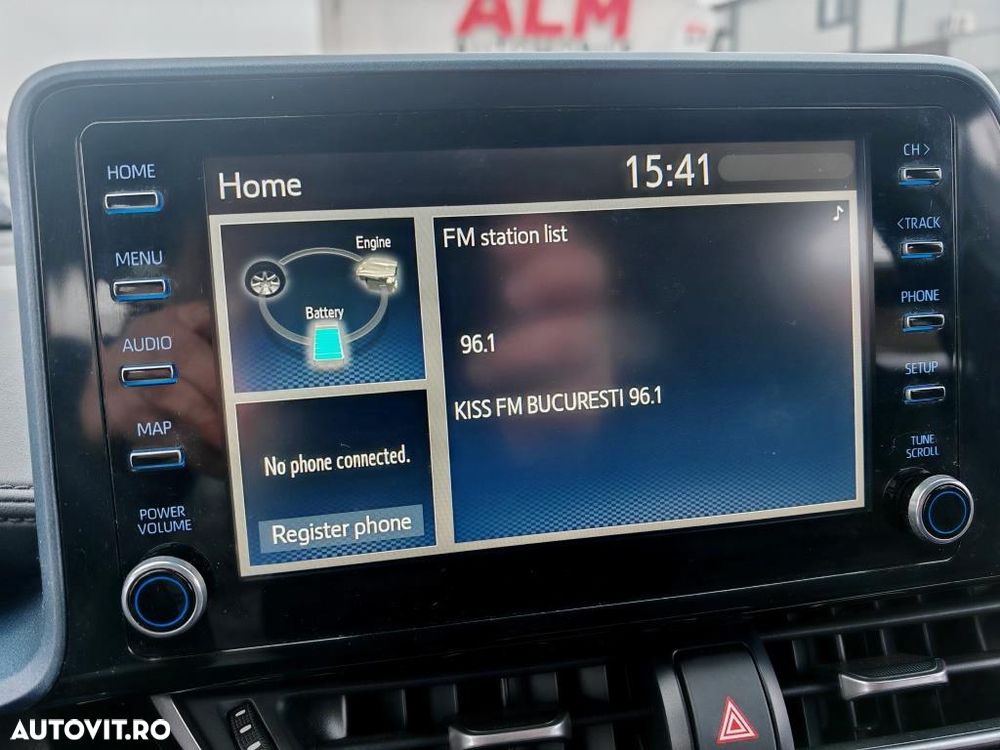 ALM
HOME
MENU
AUDIO
MAP
POWER
VOLUME
Home
15:41
Engine
Battery
No phone connected.
Register phone
FM station list
96.1
KISS FM BUCURESTI 96.1
CH >
< TRACK
PHONE
SETUP
TUNE
SCROLL
AUTOVIT.RO